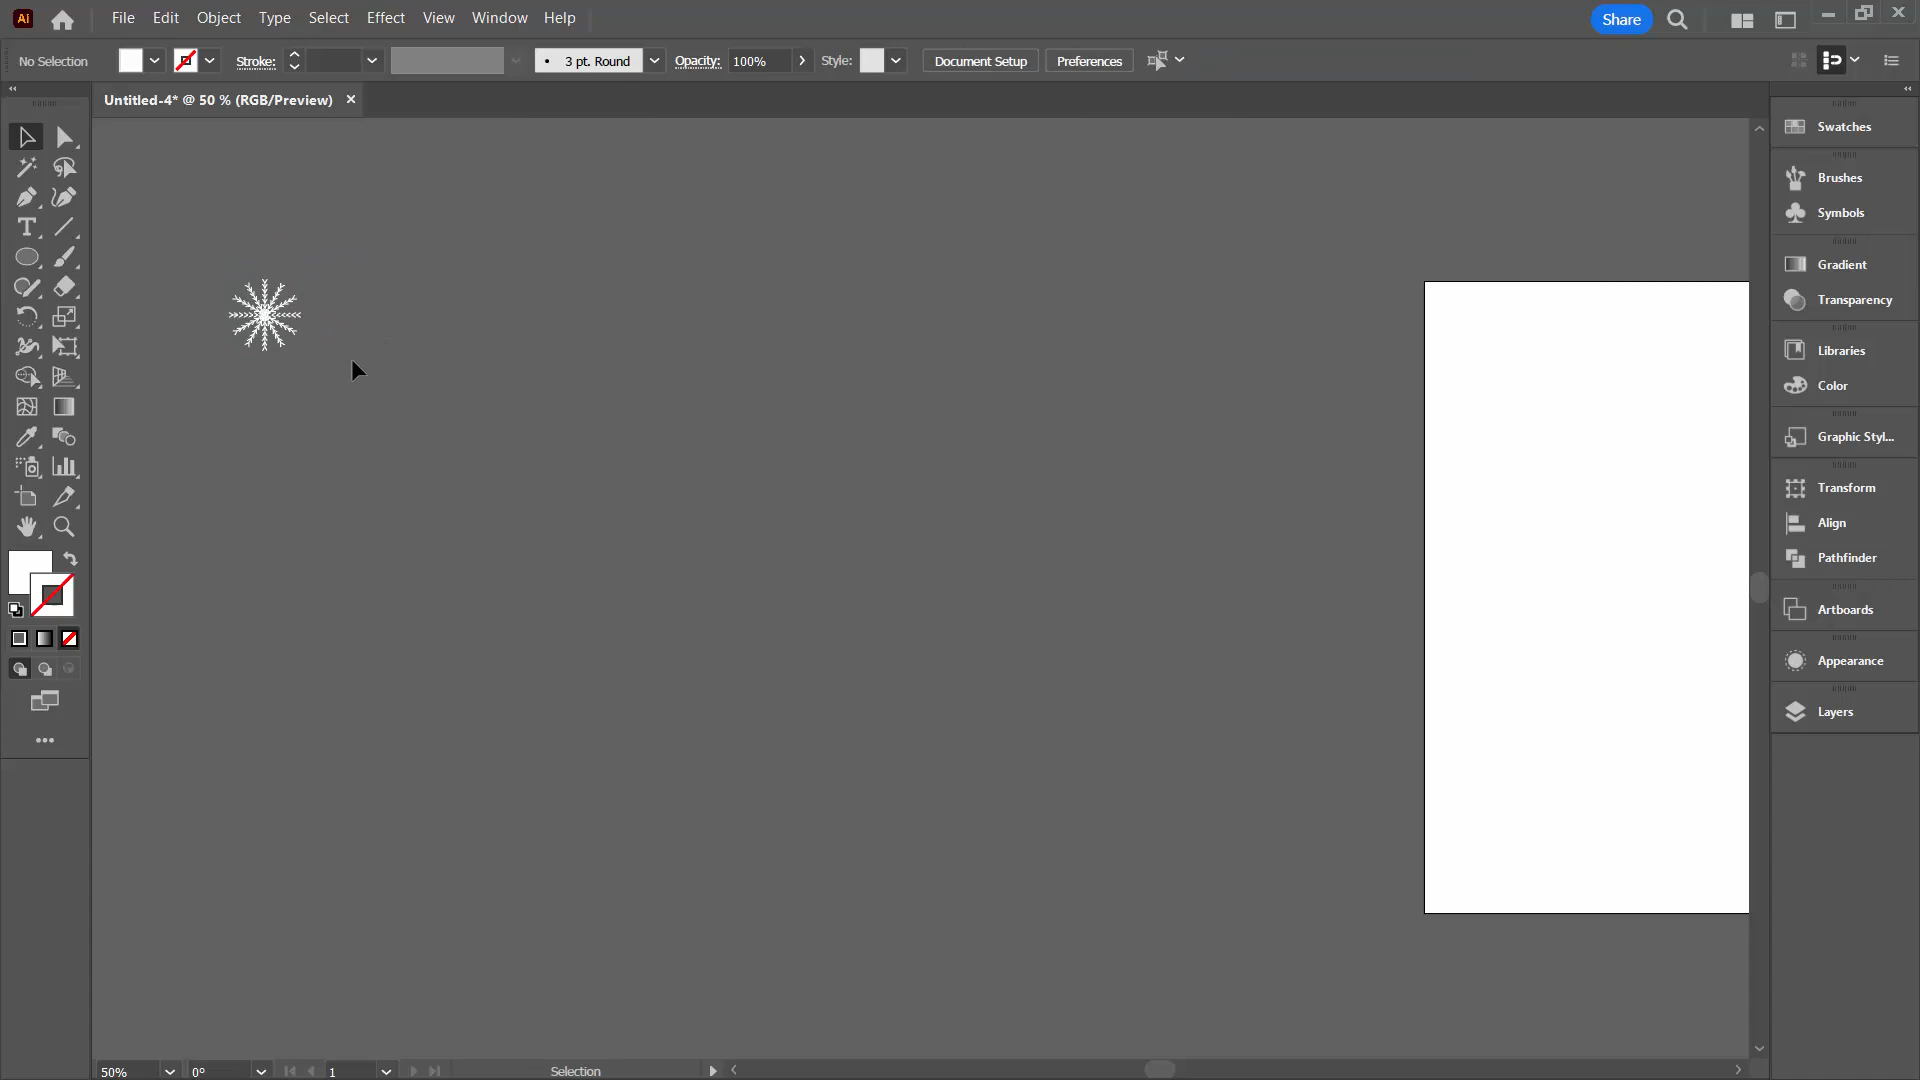 Ai File Edit Object Type Select Effect View Window Help Share
No Selection Stroke: 3 pt. Round Opacity: 100% Style: Document Setup Preferences
Untitled-4* @ 50 % (RGB/Preview)
Swatches
Brushes
Symbols
Gradient
Transparency
Libraries
Color
Graphic Styl...
Transform
Align
Pathfinder
Artboards
Appearance
Layers
50% 0° 1 Selection